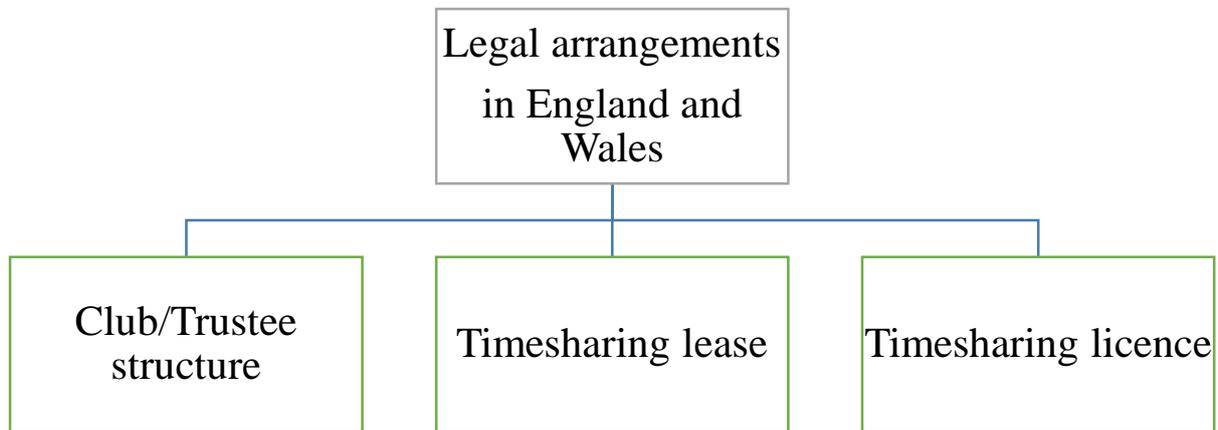 Legal arrangements
in England and
Wales
Club/Trustee
structure
Timesharing lease
Timesharing licence